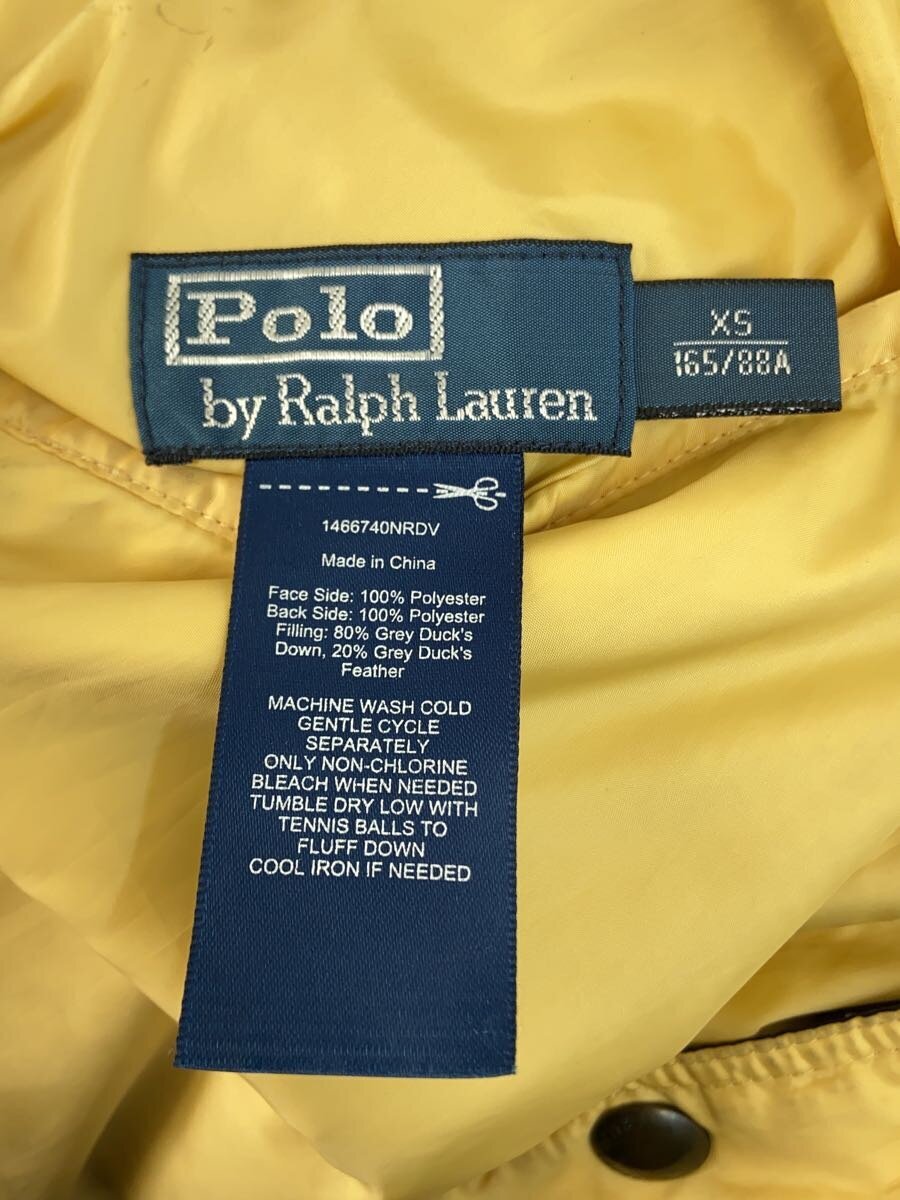 Polo
by Ralph Lauren
XS
165/88A
1466740NRDV
Made in China
Face Side: 100% Polyester
Back Side: 100% Polyester
Filling: 80% Grey Duck's
Down, 20% Grey Duck's
Feather
MACHINE WASH COLD
GENTLE CYCLE
SEPARATELY
ONLY NON-CHLORINE
BLEACH WHEN NEEDED
TUMBLE DRY LOW WITH
TENNIS BALLS TO
FLUFF DOWN
COOL IRON IF NEEDED